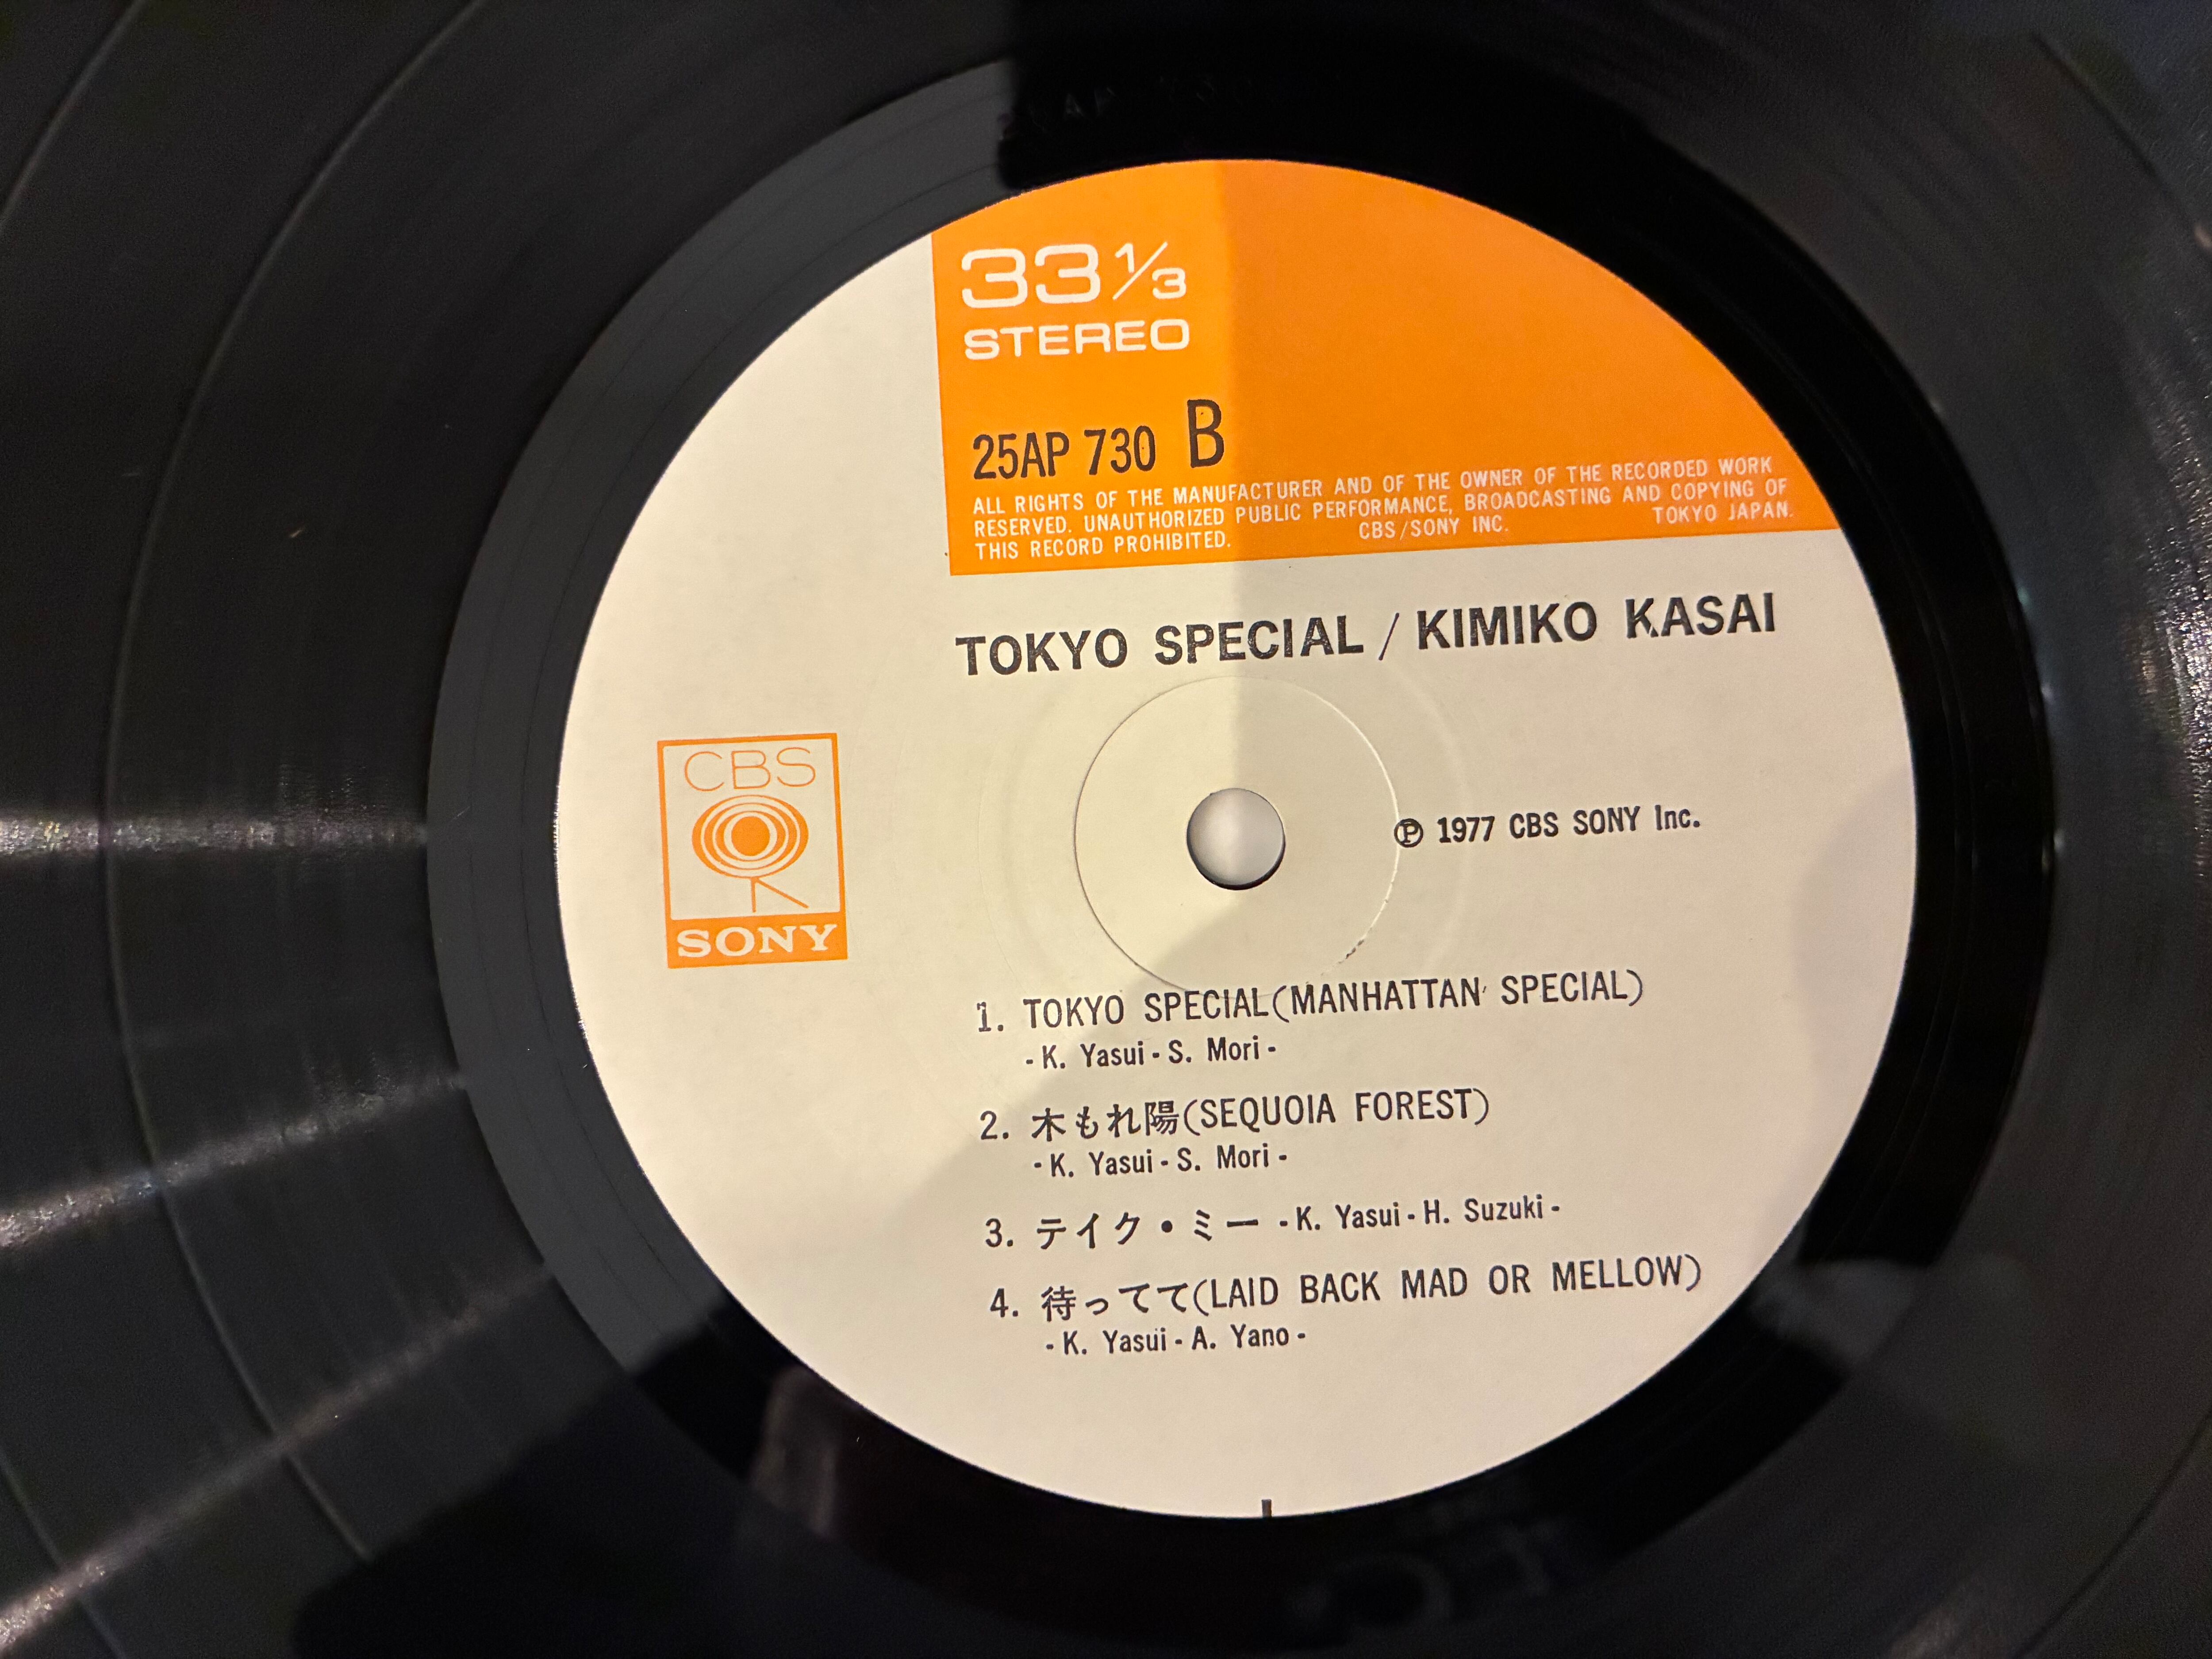 33 1/3
STEREO
25AP 730 B
ALL RIGHTS OF THE MANUFACTURER AND OF THE OWNER OF THE RECORDED WORK
RESERVED. UNAUTHORIZED PUBLIC PERFORMANCE, BROADCASTING AND COPYING OF
THIS RECORD PROHIBITED. CBS/SONY INC. TOKYO JAPAN.
TOKYO SPECIAL / KIMIKO KASAI
CBS
SONY
Ⓟ 1977 CBS SONY Inc.
1. TOKYO SPECIAL(MANHATTAN SPECIAL)
- K. Yasui - S. Mori -
2. 木もれ陽(SEQUOIA FOREST)
- K. Yasui - S. Mori -
3. テイク・ミー - K. Yasui - H. Suzuki -
4. 待ってて(LAID BACK MAD OR MELLOW)
- K. Yasui - A. Yano -